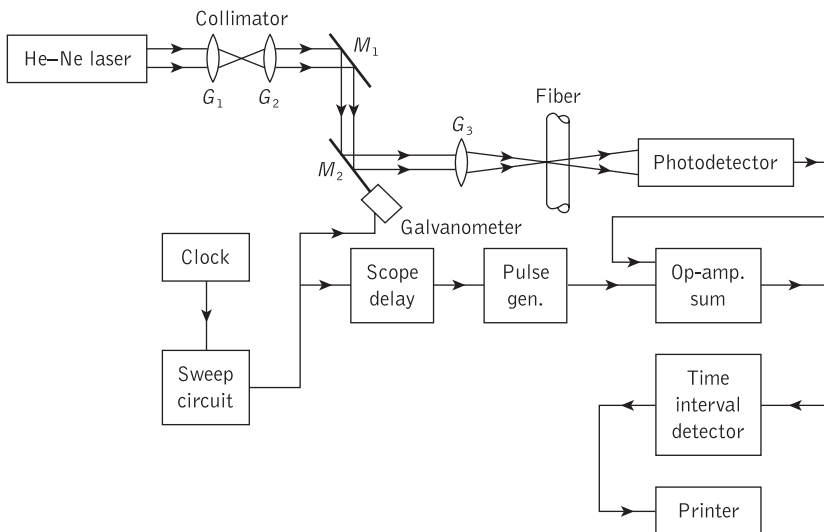 Collimator
He–Ne laser
G1
G2
M1
Fiber
G3
M2
Photodetector
Galvanometer
Clock
Scope
delay
Pulse
gen.
Op-amp.
sum
Sweep
circuit
Time
interval
detector
Printer